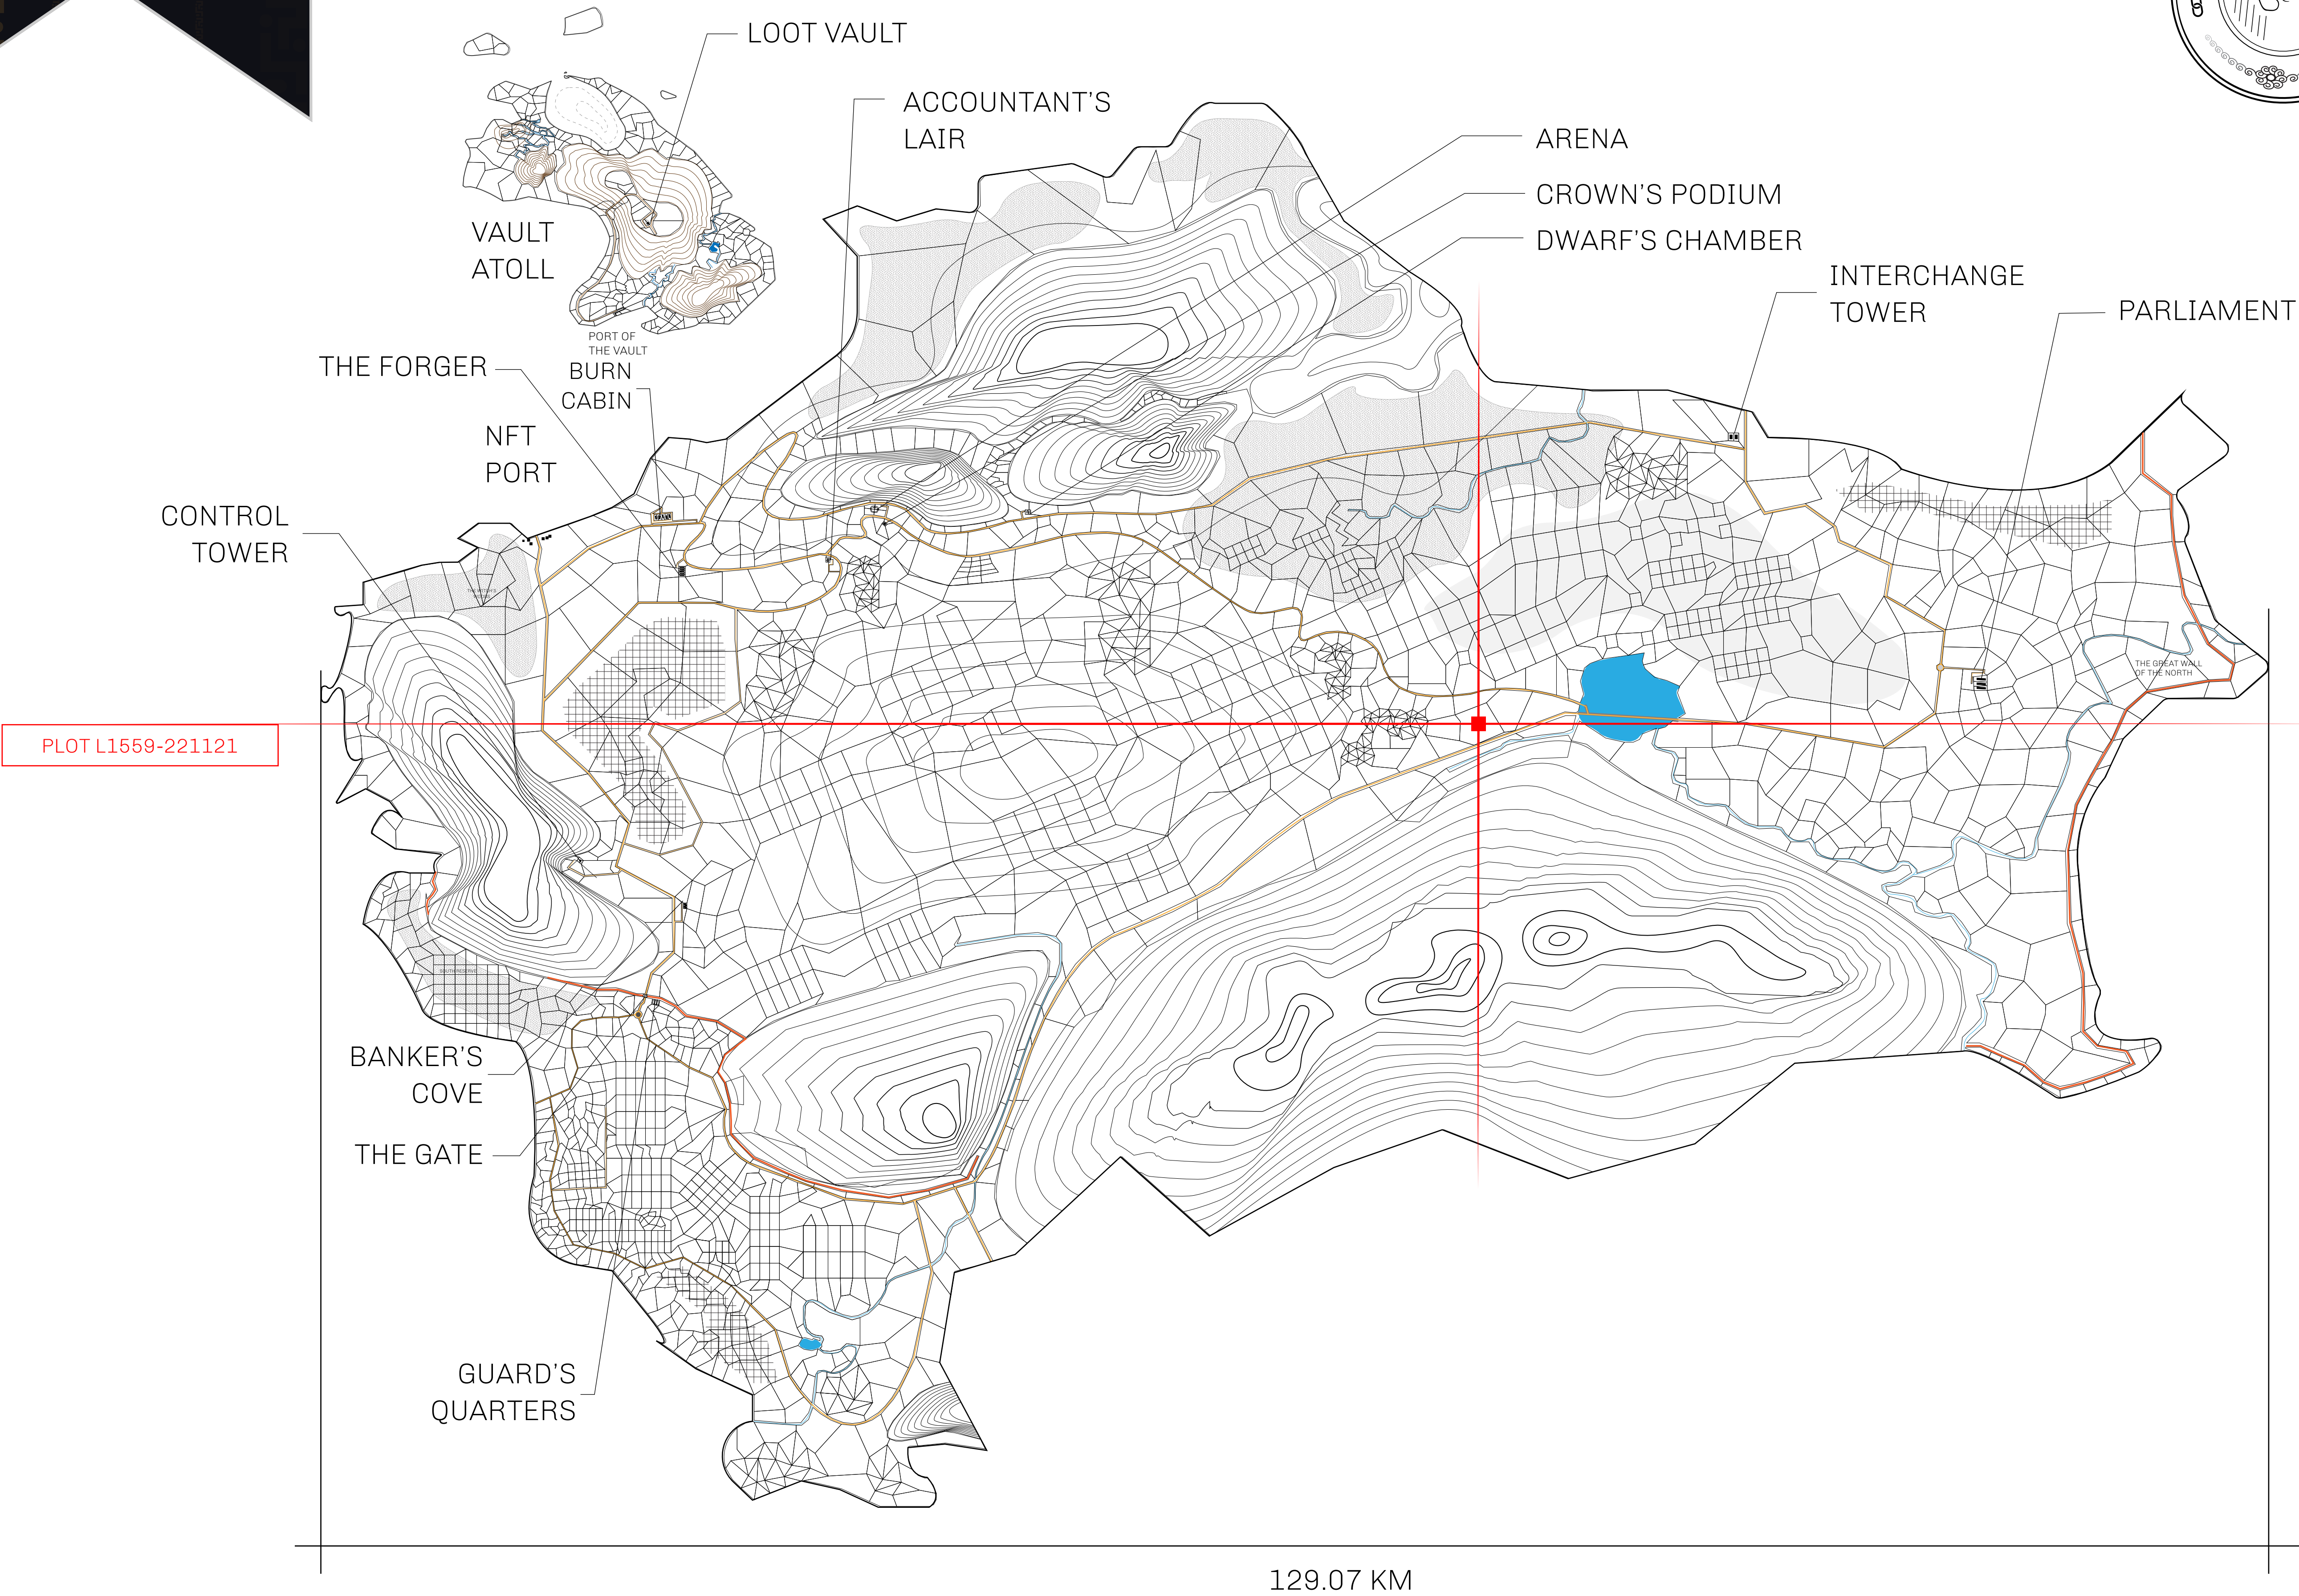 LOOT VAULT
ACCOUNTANT'S
LAIR
ARENA
CROWN'S PODIUM
DWARF'S CHAMBER
VAULT
ATOLL
INTERCHANGE
TOWER
PARLIAMENT
PORT OF
THE VAULT
THE FORGER
BURN
CABIN
NFT
PORT
CONTROL
TOWER
THE GREAT WALL
OF THE NORTH
PLOT L1559-221121
SOUTH RESERVE
BANKER'S
COVE
THE GATE
GUARD'S
QUARTERS
129.07 KM